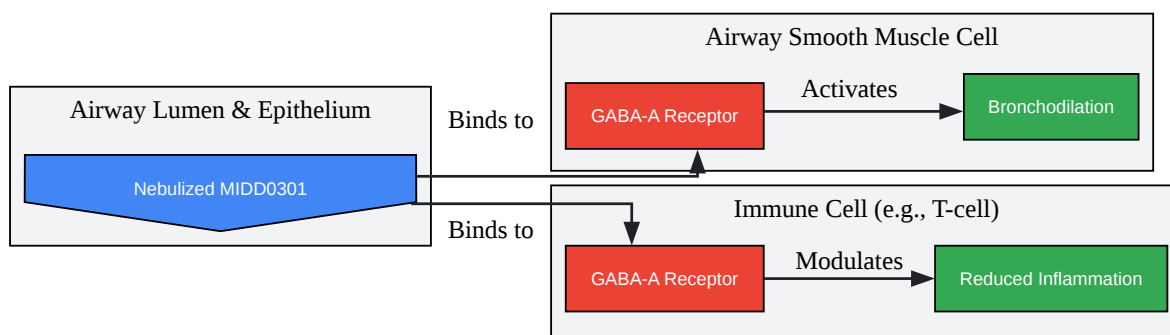 Airway Lumen & Epithelium
Nebulized MIDD0301
Binds to
Airway Smooth Muscle Cell
GABA-A Receptor
Activates
Bronchodilation
Binds to
Immune Cell (e.g., T-cell)
GABA-A Receptor
Modulates
Reduced Inflammation